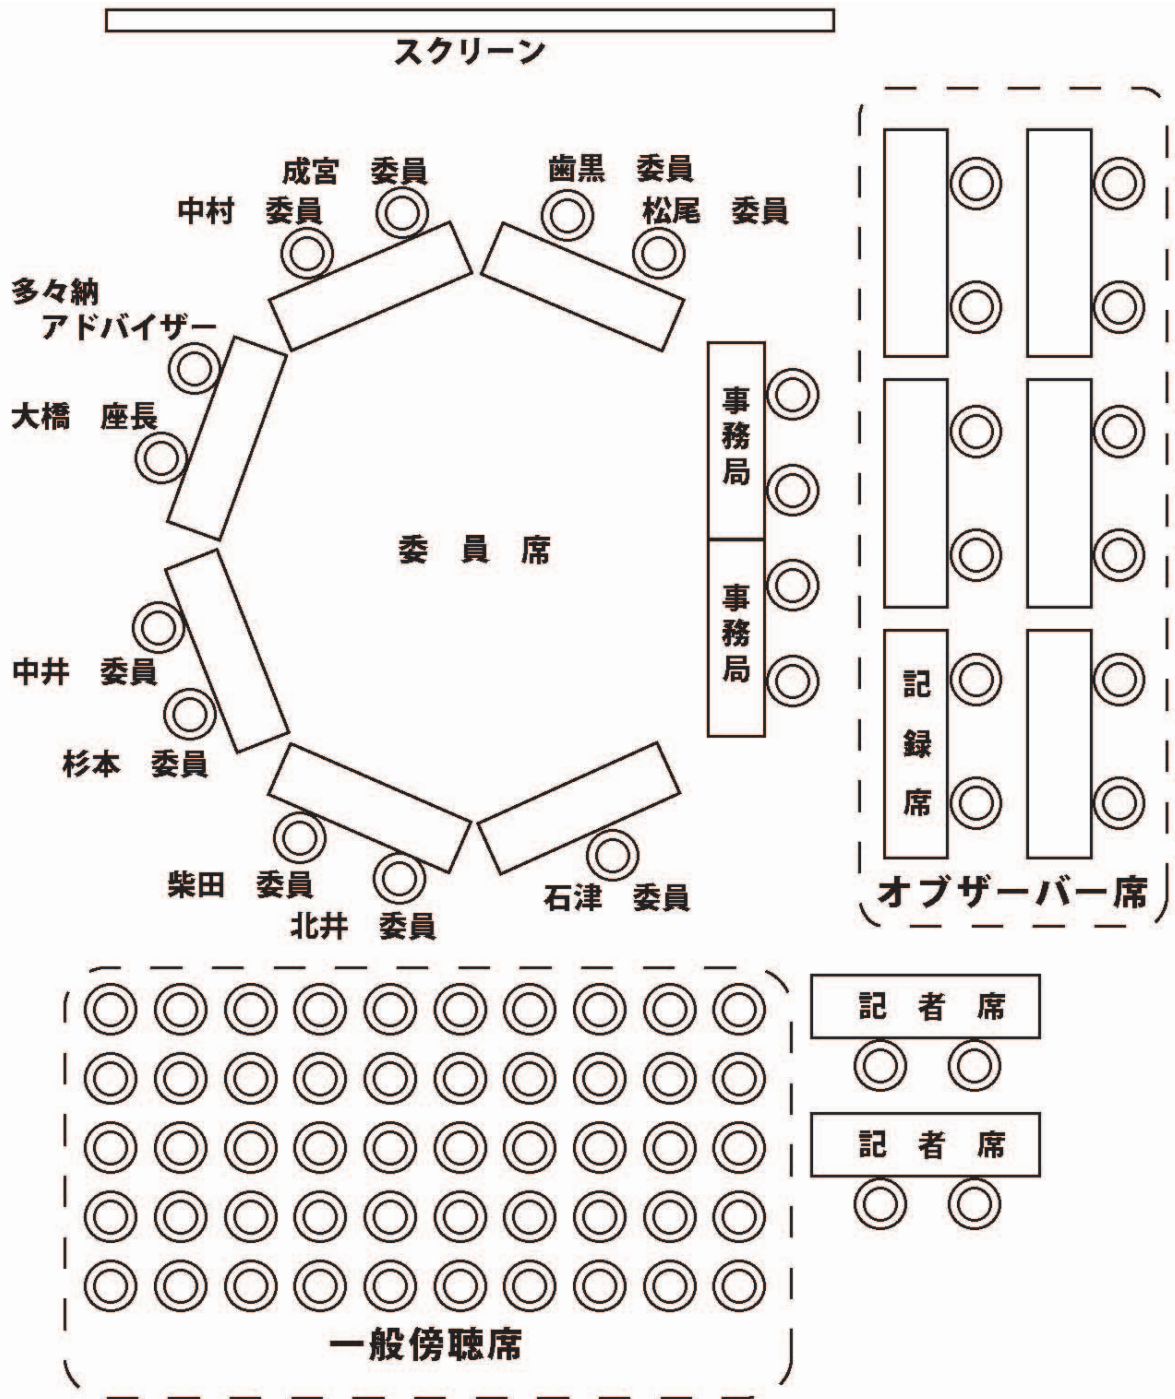 スクリーン
成宮　委員
歯黒　委員
中村　委員
松尾　委員
多々納
アドバイザー
大橋　座長
事務局
委　員　席
事務局
中井　委員
杉本　委員
記録席
柴田　委員
石津　委員
北井　委員
オブザーバー席
記　者　席
記　者　席
一般傍聴席